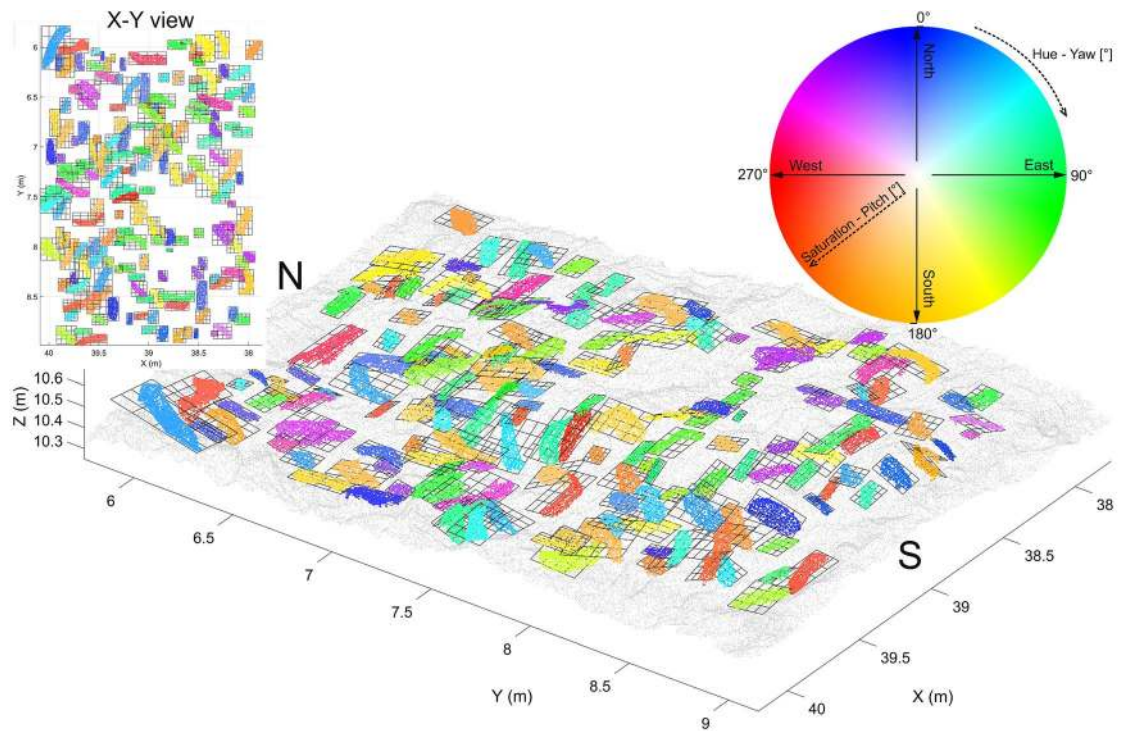 X-Y view
6
6.5
7
7.5
8
8.5
Y (m)
40
39.5
39
38.5
38
X (m)
0°
Hue - Yaw [°]
North
West
East
270°
90°
Saturation - Pitch [°]
South
180°
N
S
10.6
10.5
10.4
10.3
Z (m)
6
6.5
7
7.5
8
8.5
9
Y (m)
38
38.5
39
39.5
40
X (m)